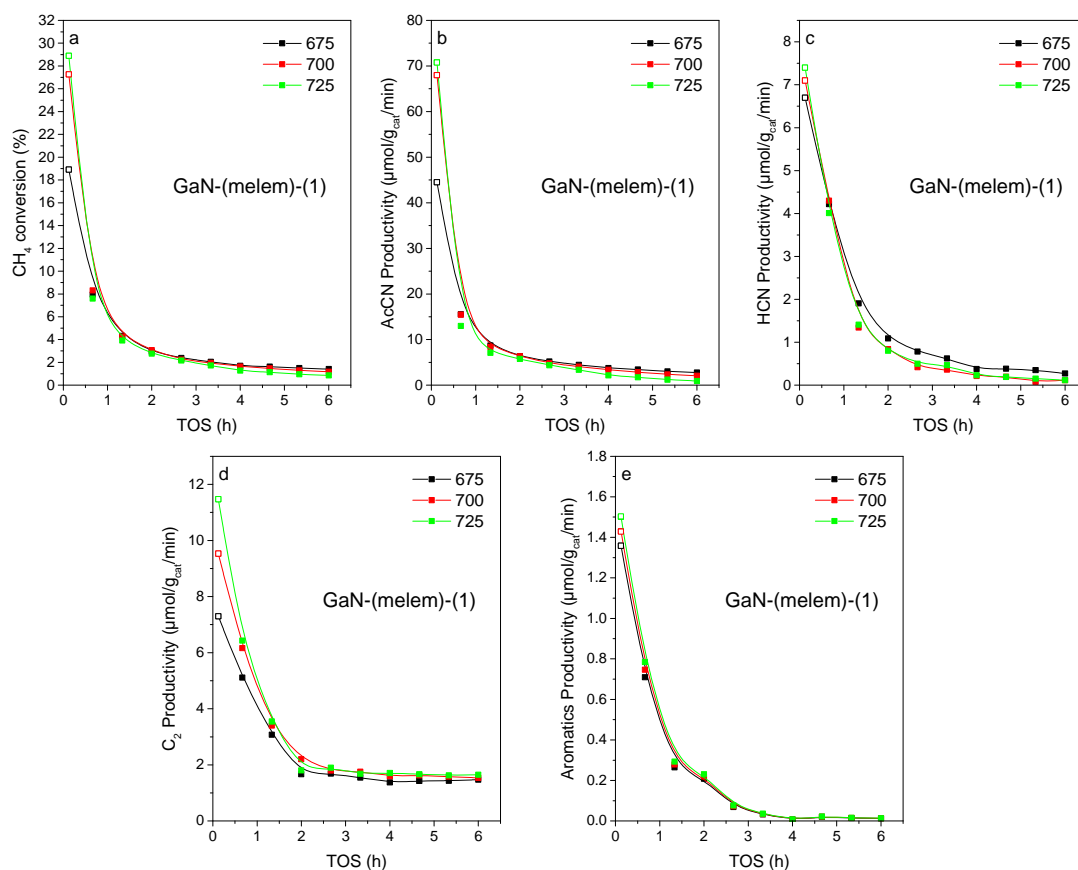 a
675
700
725
GaN-(melem)-(1)
CH4 conversion (%)
32
30
28
26
24
22
20
18
16
14
12
10
8
6
4
2
0
0 1 2 3 4 5 6
TOS (h)
b
675
700
725
GaN-(melem)-(1)
AcCN Productivity (μmol/gcat/min)
80
70
60
50
40
30
20
10
0
0 1 2 3 4 5 6
TOS (h)
c
675
700
725
GaN-(melem)-(1)
HCN Productivity (μmol/gcat/min)
8
7
6
5
4
3
2
1
0
0 1 2 3 4 5 6
TOS (h)
d
675
700
725
GaN-(melem)-(1)
C2 Productivity (μmol/gcat/min)
12
10
8
6
4
2
0
0 1 2 3 4 5 6
TOS (h)
e
675
700
725
GaN-(melem)-(1)
Aromatics Productivity (μmol/gcat/min)
1.8
1.6
1.4
1.2
1.0
0.8
0.6
0.4
0.2
0.0
0 1 2 3 4 5 6
TOS (h)